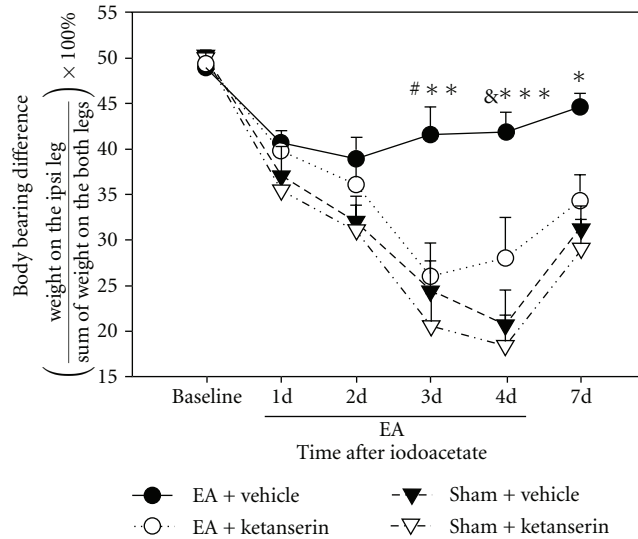 Body bearing difference
(weight on the ipsi leg
sum of weight on the both legs) × 100%
50
45
40
35
30
25
20
15
# * *
& * * *
*
Baseline 1d 2d 3d 4d 7d
EA
Time after iodoacetate
EA + vehicle
EA + ketanserin
Sham + vehicle
Sham + ketanserin
55